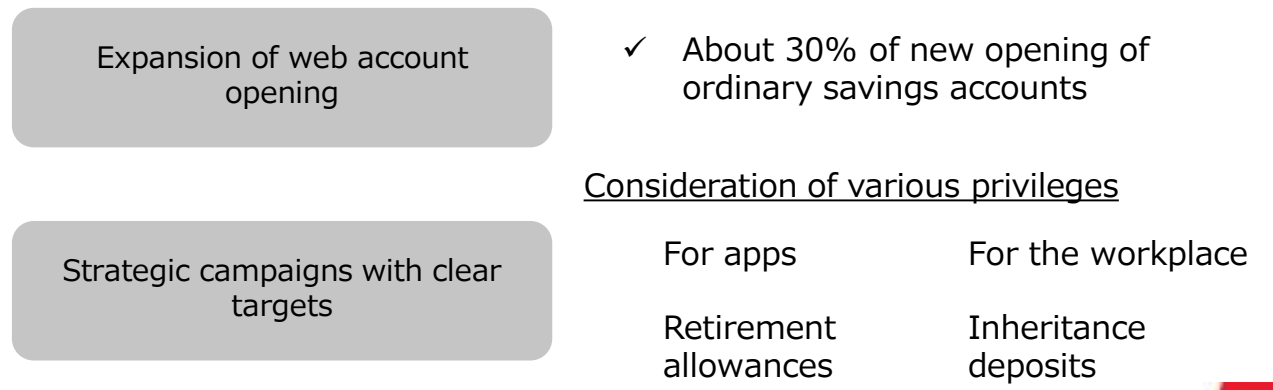 Expansion of web account
opening
✓ About 30% of new opening of
ordinary savings accounts
Consideration of various privileges
Strategic campaigns with clear
targets
For apps
For the workplace
Retirement
allowances
Inheritance
deposits